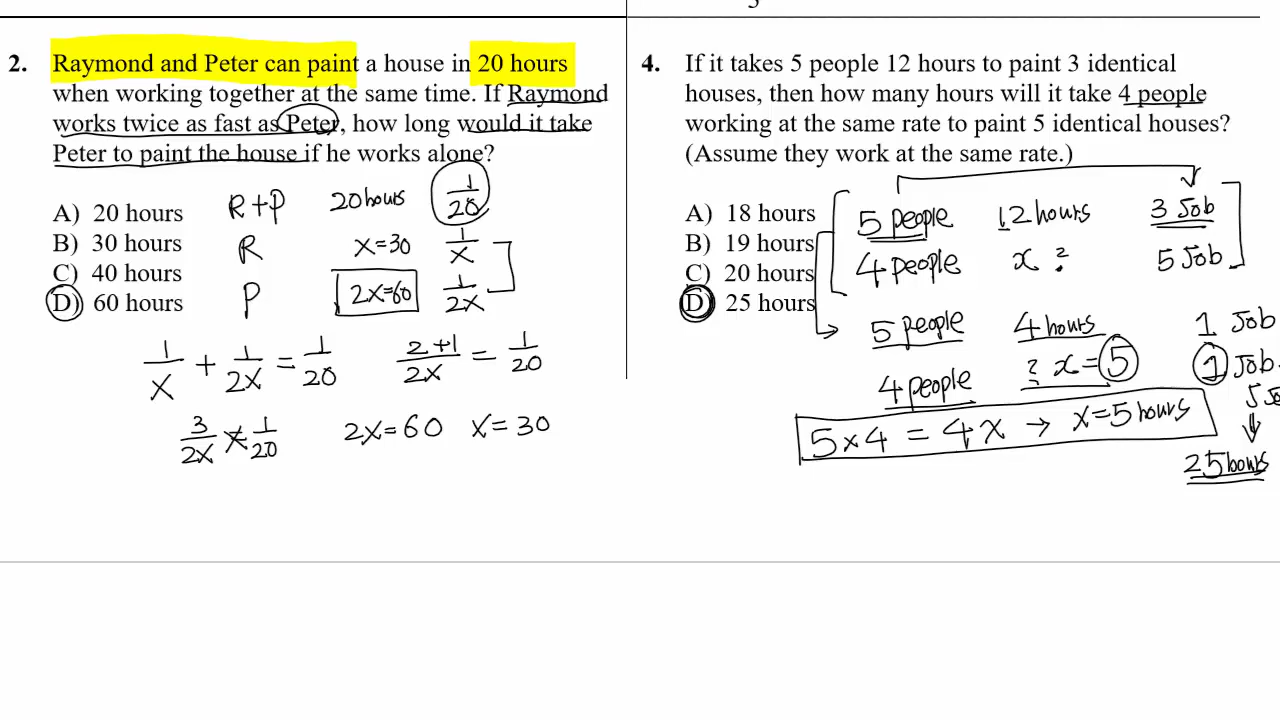 2. Raymond and Peter can paint a house in 20 hours
when working together at the same time. If Raymond
works twice as fast as Peter, how long would it take
Peter to paint the house if he works alone?
A) 20 hours
B) 30 hours
C) 40 hours
D) 60 hours
R+P 20 hours 1/20
R x=30 1/x
P 2x=60 1/2x
1/x + 1/2x = 1/20 2+1/2x = 1/20
3/2x 1/20 2x=60 x=30
4. If it takes 5 people 12 hours to paint 3 identical
houses, then how many hours will it take 4 people
working at the same rate to paint 5 identical houses?
(Assume they work at the same rate.)
A) 18 hours
B) 19 hours
C) 20 hours
D) 25 hours
5 people 12 hours 3 Job
4 people x ? 5 Job
5 people 4 hours 1 Job
4 people ? x=5 1 Job
5×4 = 4x → x=5 hours
25 hours